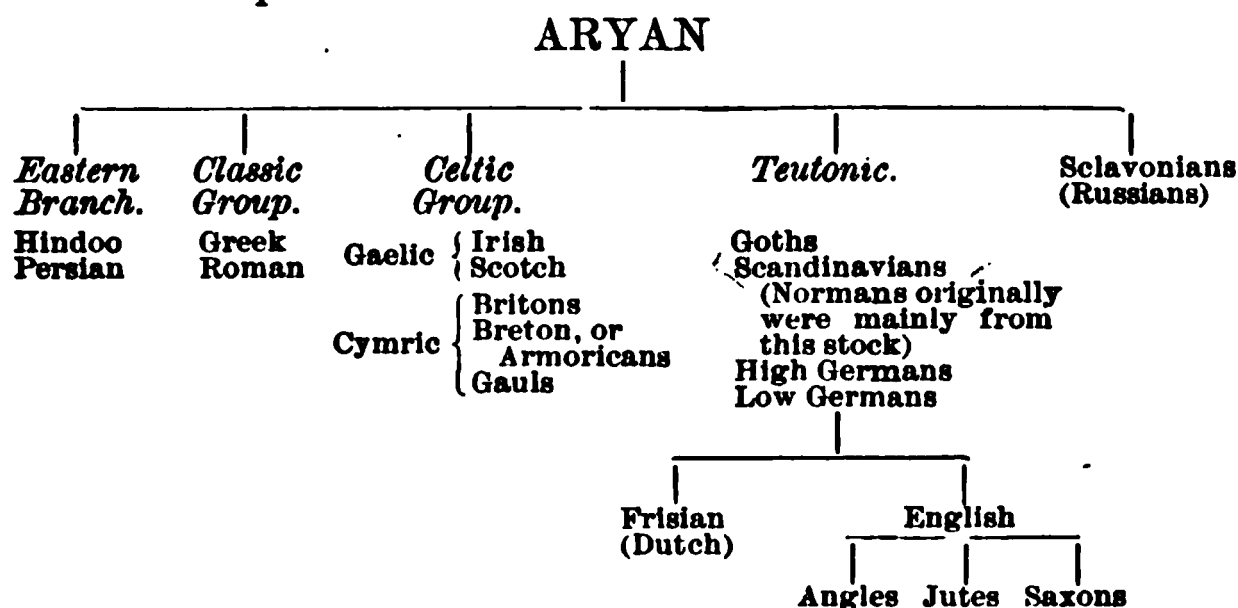 ARYAN
Eastern Branch.
Hindoo
Persian
Classic Group.
Greek
Roman
Celtic Group.
Gaelic
Irish
Scotch
Cymric
Britons
Breton, or
Armoricans
Gauls
Teutonic.
Goths
Scandinavians
(Normans originally
were mainly from
this stock)
High Germans
Low Germans
Sclavonians
(Russians)
Frisian
(Dutch)
English
Angles Jutes Saxons